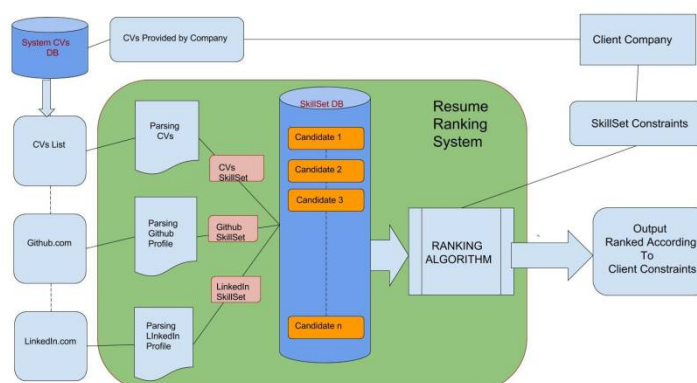 System CVs
DB
CVs Provided by Company
Client Company
SkillSet DB
Resume
Ranking
System
Parsing
CVs
CVs List
CVs
SkillSet
Candidate 1
Candidate 2
Candidate 3
SkillSet Constraints
Github.com
Parsing
Github
Profile
Github
SkillSet
RANKING
ALGORITHM
Output
Ranked According
To
Client Constraints
LinkedIn
SkillSet
LinkedIn.com
Parsing
LInkedIn
Profile
Candidate n